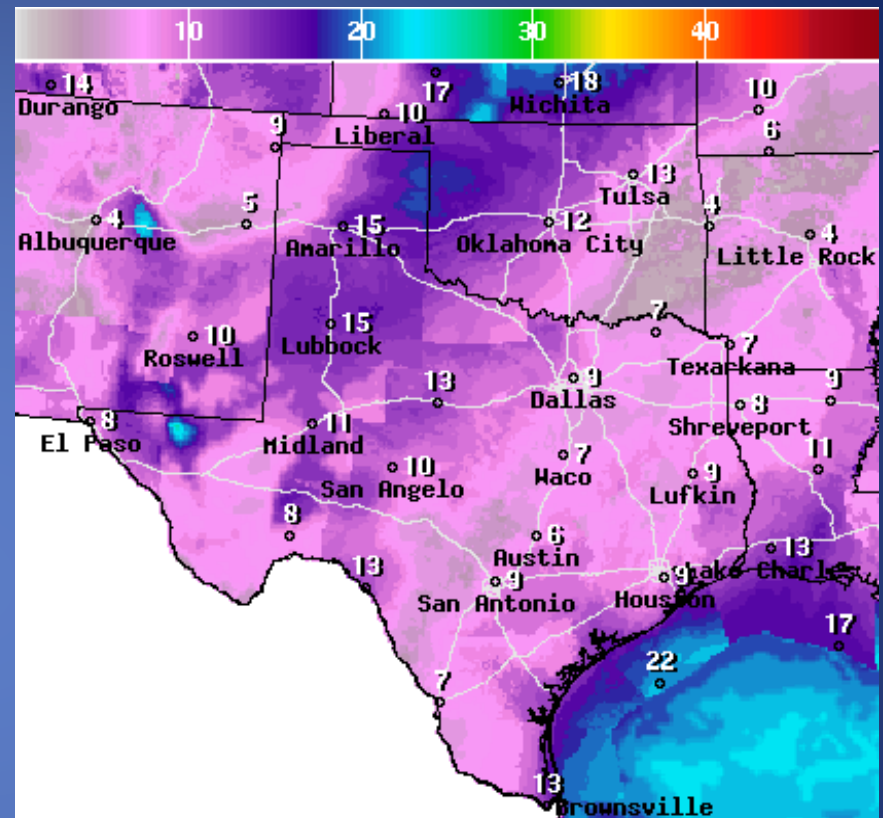 10 20 30 40
14 17 18 10
Durango Wichita
9 10 Liberal 6
13
Tulsa
4 5 15 12 4 4
Albuquerque Amarillo Oklahoma City Little Rock
10 15 7 7
Roswell Lubbock Texarkana
13 9 9
Dallas 8
8 11 Shreveport
El Paso Midland 11
10 7 9
San Angelo Waco Lufkin
8 6 13
Austin Lake Charles
13 9 9
San Antonio Houston
17
22
7
13
Brownsville